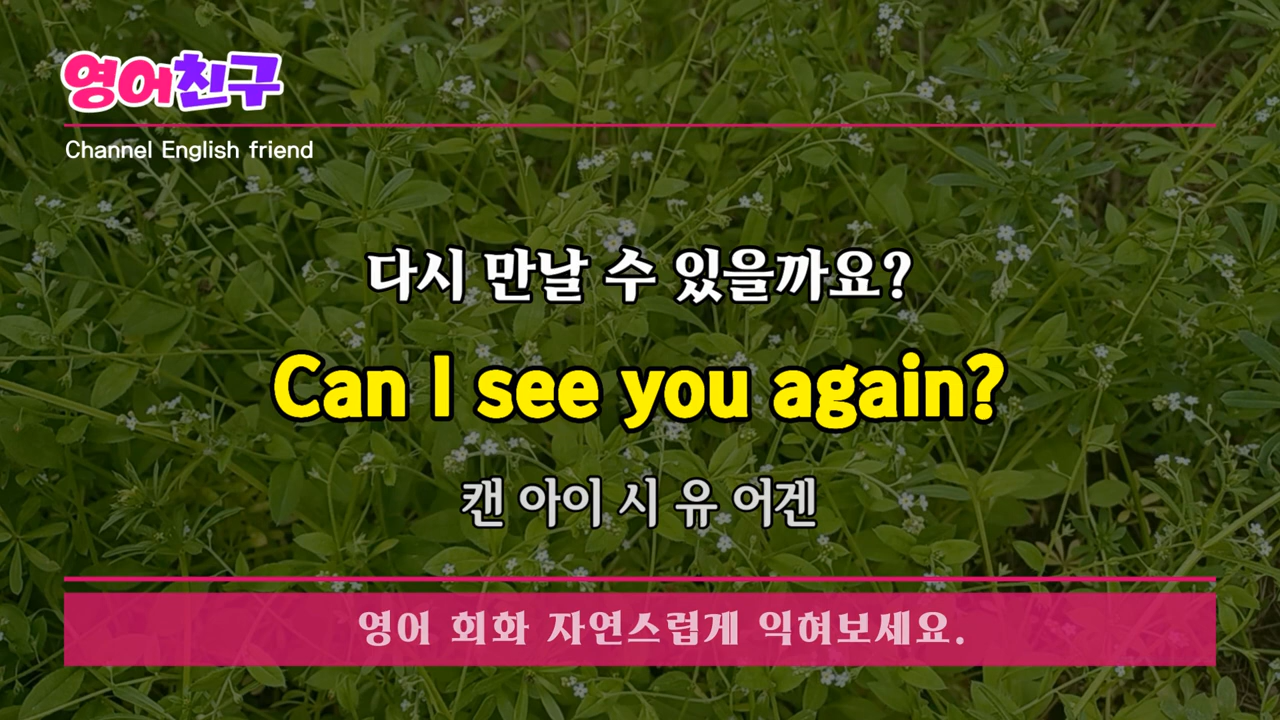 영어친구
Channel English friend
다시 만날 수 있을까요?
Can I see you again?
캔 아이 시 유 어겐
영어 회화 자연스럽게 익혀보세요.